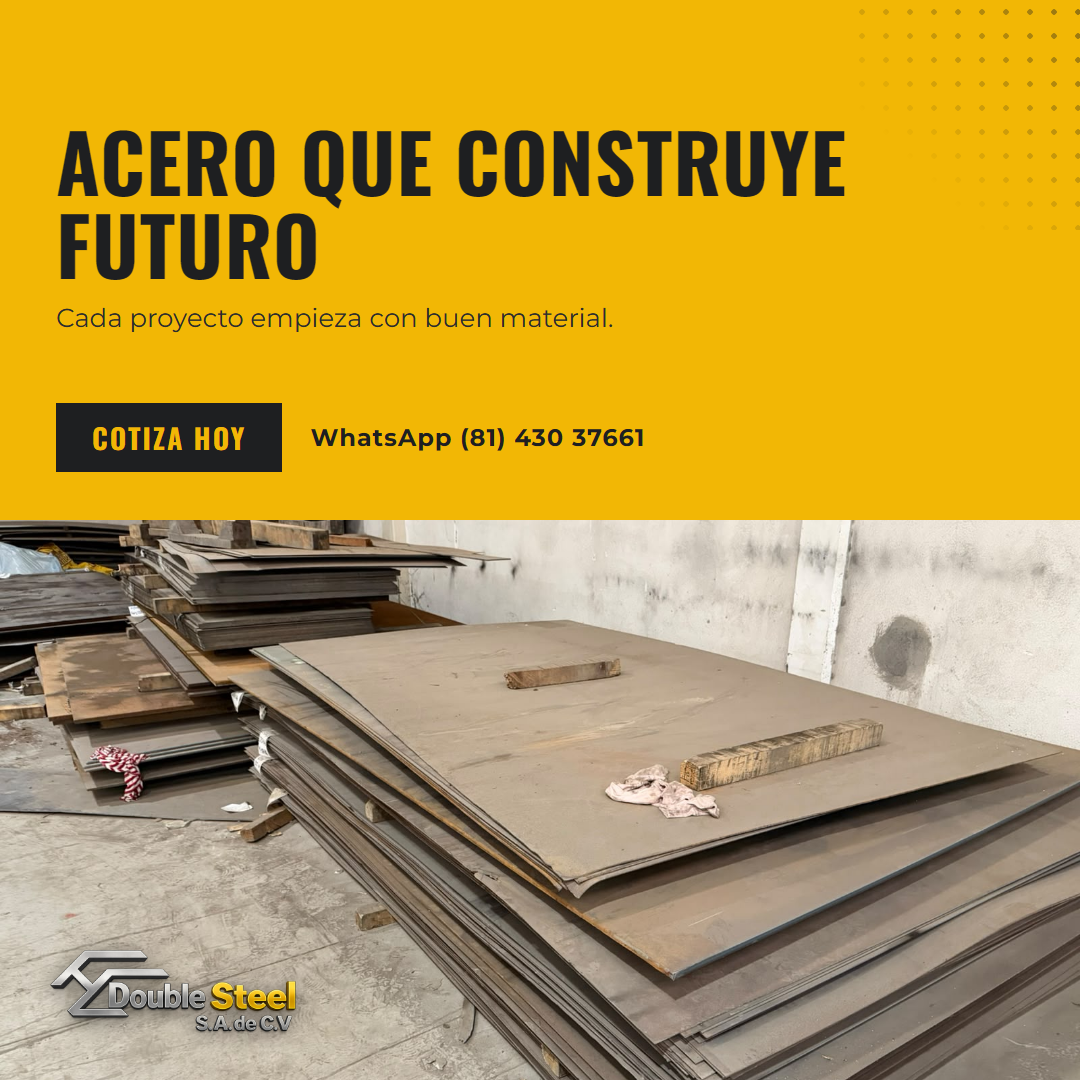 ACERO QUE CONSTRUYE
FUTURO
Cada proyecto empieza con buen material.
COTIZA HOY
WhatsApp (81) 430 37661
Double Steel
S.A.de C.V